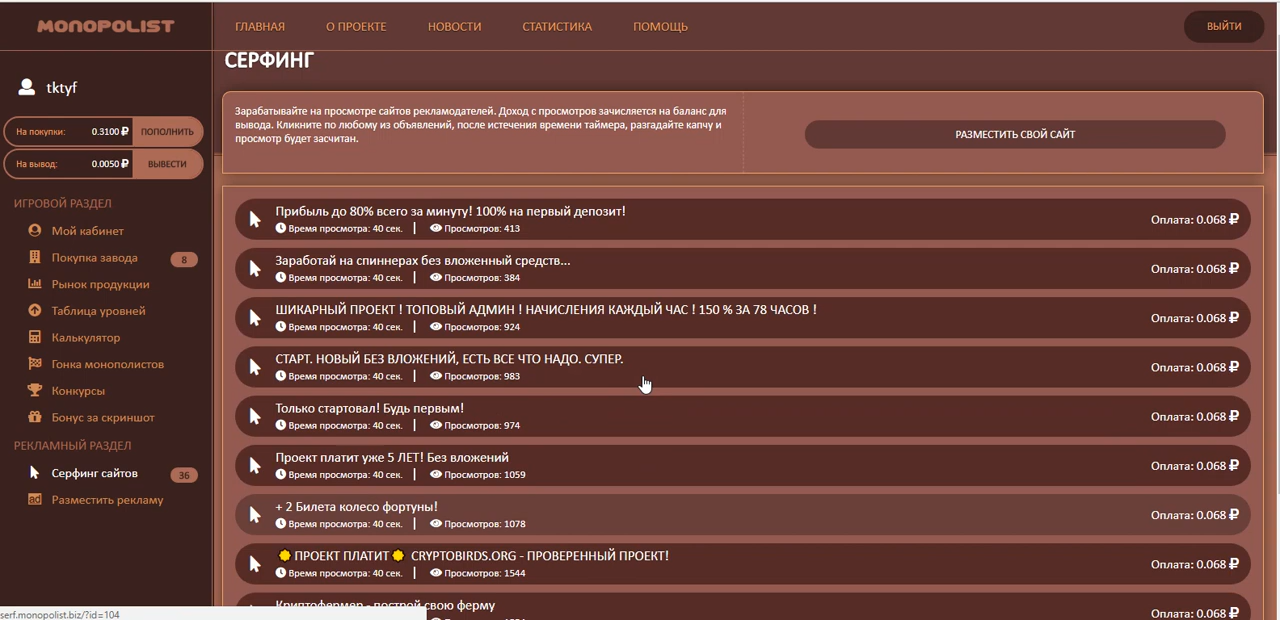 MONOPOLIST
ГЛАВНАЯ
О ПРОЕКТЕ
НОВОСТИ
СТАТИСТИКА
ПОМОЩЬ
ВЫЙТИ
tktyf
На покупки: 0.3100 ₽ ПОПОЛНИТЬ
На вывод: 0.0050 ₽ ВЫВЕСТИ
ИГРОВОЙ РАЗДЕЛ
Мой кабинет
Покупка завода 8
Рынок продукции
Таблица уровней
Калькулятор
Гонка монополистов
Конкурсы
Бонус за скриншот
РЕКЛАМНЫЙ РАЗДЕЛ
Серфинг сайтов 36
Разместить рекламу
СЕРФИНГ
Зарабатывайте на просмотре сайтов рекламодателей. Доход с просмотров зачисляется на баланс для
вывода. Кликните по любому из объявлений, после истечения времени таймера, разгадайте капчу и
просмотр будет засчитан.
РАЗМЕСТИТЬ СВОЙ САЙТ
Прибыль до 80% всего за минуту! 100% на первый депозит!
Время просмотра: 40 сек. | Просмотров: 413
Оплата: 0.068 ₽
Заработай на спиннерах без вложенный средств...
Время просмотра: 40 сек. | Просмотров: 384
Оплата: 0.068 ₽
ШИКАРНЫЙ ПРОЕКТ ! ТОПОВЫЙ АДМИН ! НАЧИСЛЕНИЯ КАЖДЫЙ ЧАС ! 150 % ЗА 78 ЧАСОВ !
Время просмотра: 40 сек. | Просмотров: 924
Оплата: 0.068 ₽
СТАРТ. НОВЫЙ БЕЗ ВЛОЖЕНИЙ, ЕСТЬ ВСЕ ЧТО НАДО. СУПЕР.
Время просмотра: 40 сек. | Просмотров: 983
Оплата: 0.068 ₽
Только стартовал! Будь первым!
Время просмотра: 40 сек. | Просмотров: 974
Оплата: 0.068 ₽
Проект платит уже 5 ЛЕТ! Без вложений
Время просмотра: 40 сек. | Просмотров: 1059
Оплата: 0.068 ₽
+ 2 Билета колесо фортуны!
Время просмотра: 40 сек. | Просмотров: 1078
Оплата: 0.068 ₽
ПРОЕКТ ПЛАТИТ CRYPTOBIRDS.ORG - ПРОВЕРЕННЫЙ ПРОЕКТ!
Время просмотра: 40 сек. | Просмотров: 1544
Оплата: 0.068 ₽
Криптофермер - построй свою ферму
Оплата: 0.068 ₽
serf.monopolist.biz/?id=104